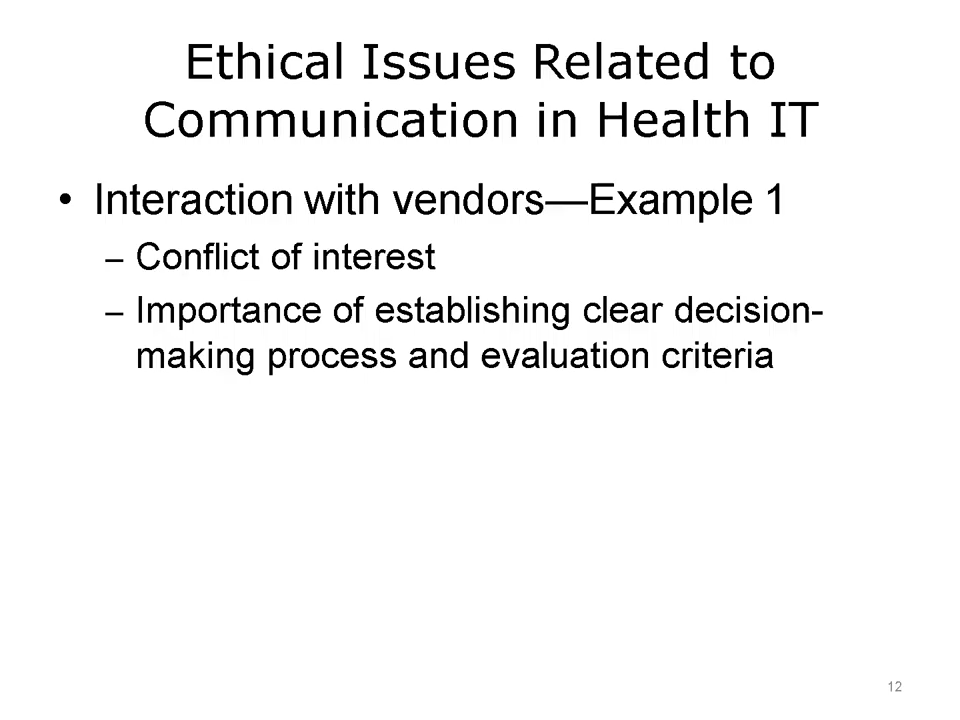 Ethical Issues Related to
Communication in Health IT
• Interaction with vendors—Example 1
– Conflict of interest
– Importance of establishing clear decision-
making process and evaluation criteria
12